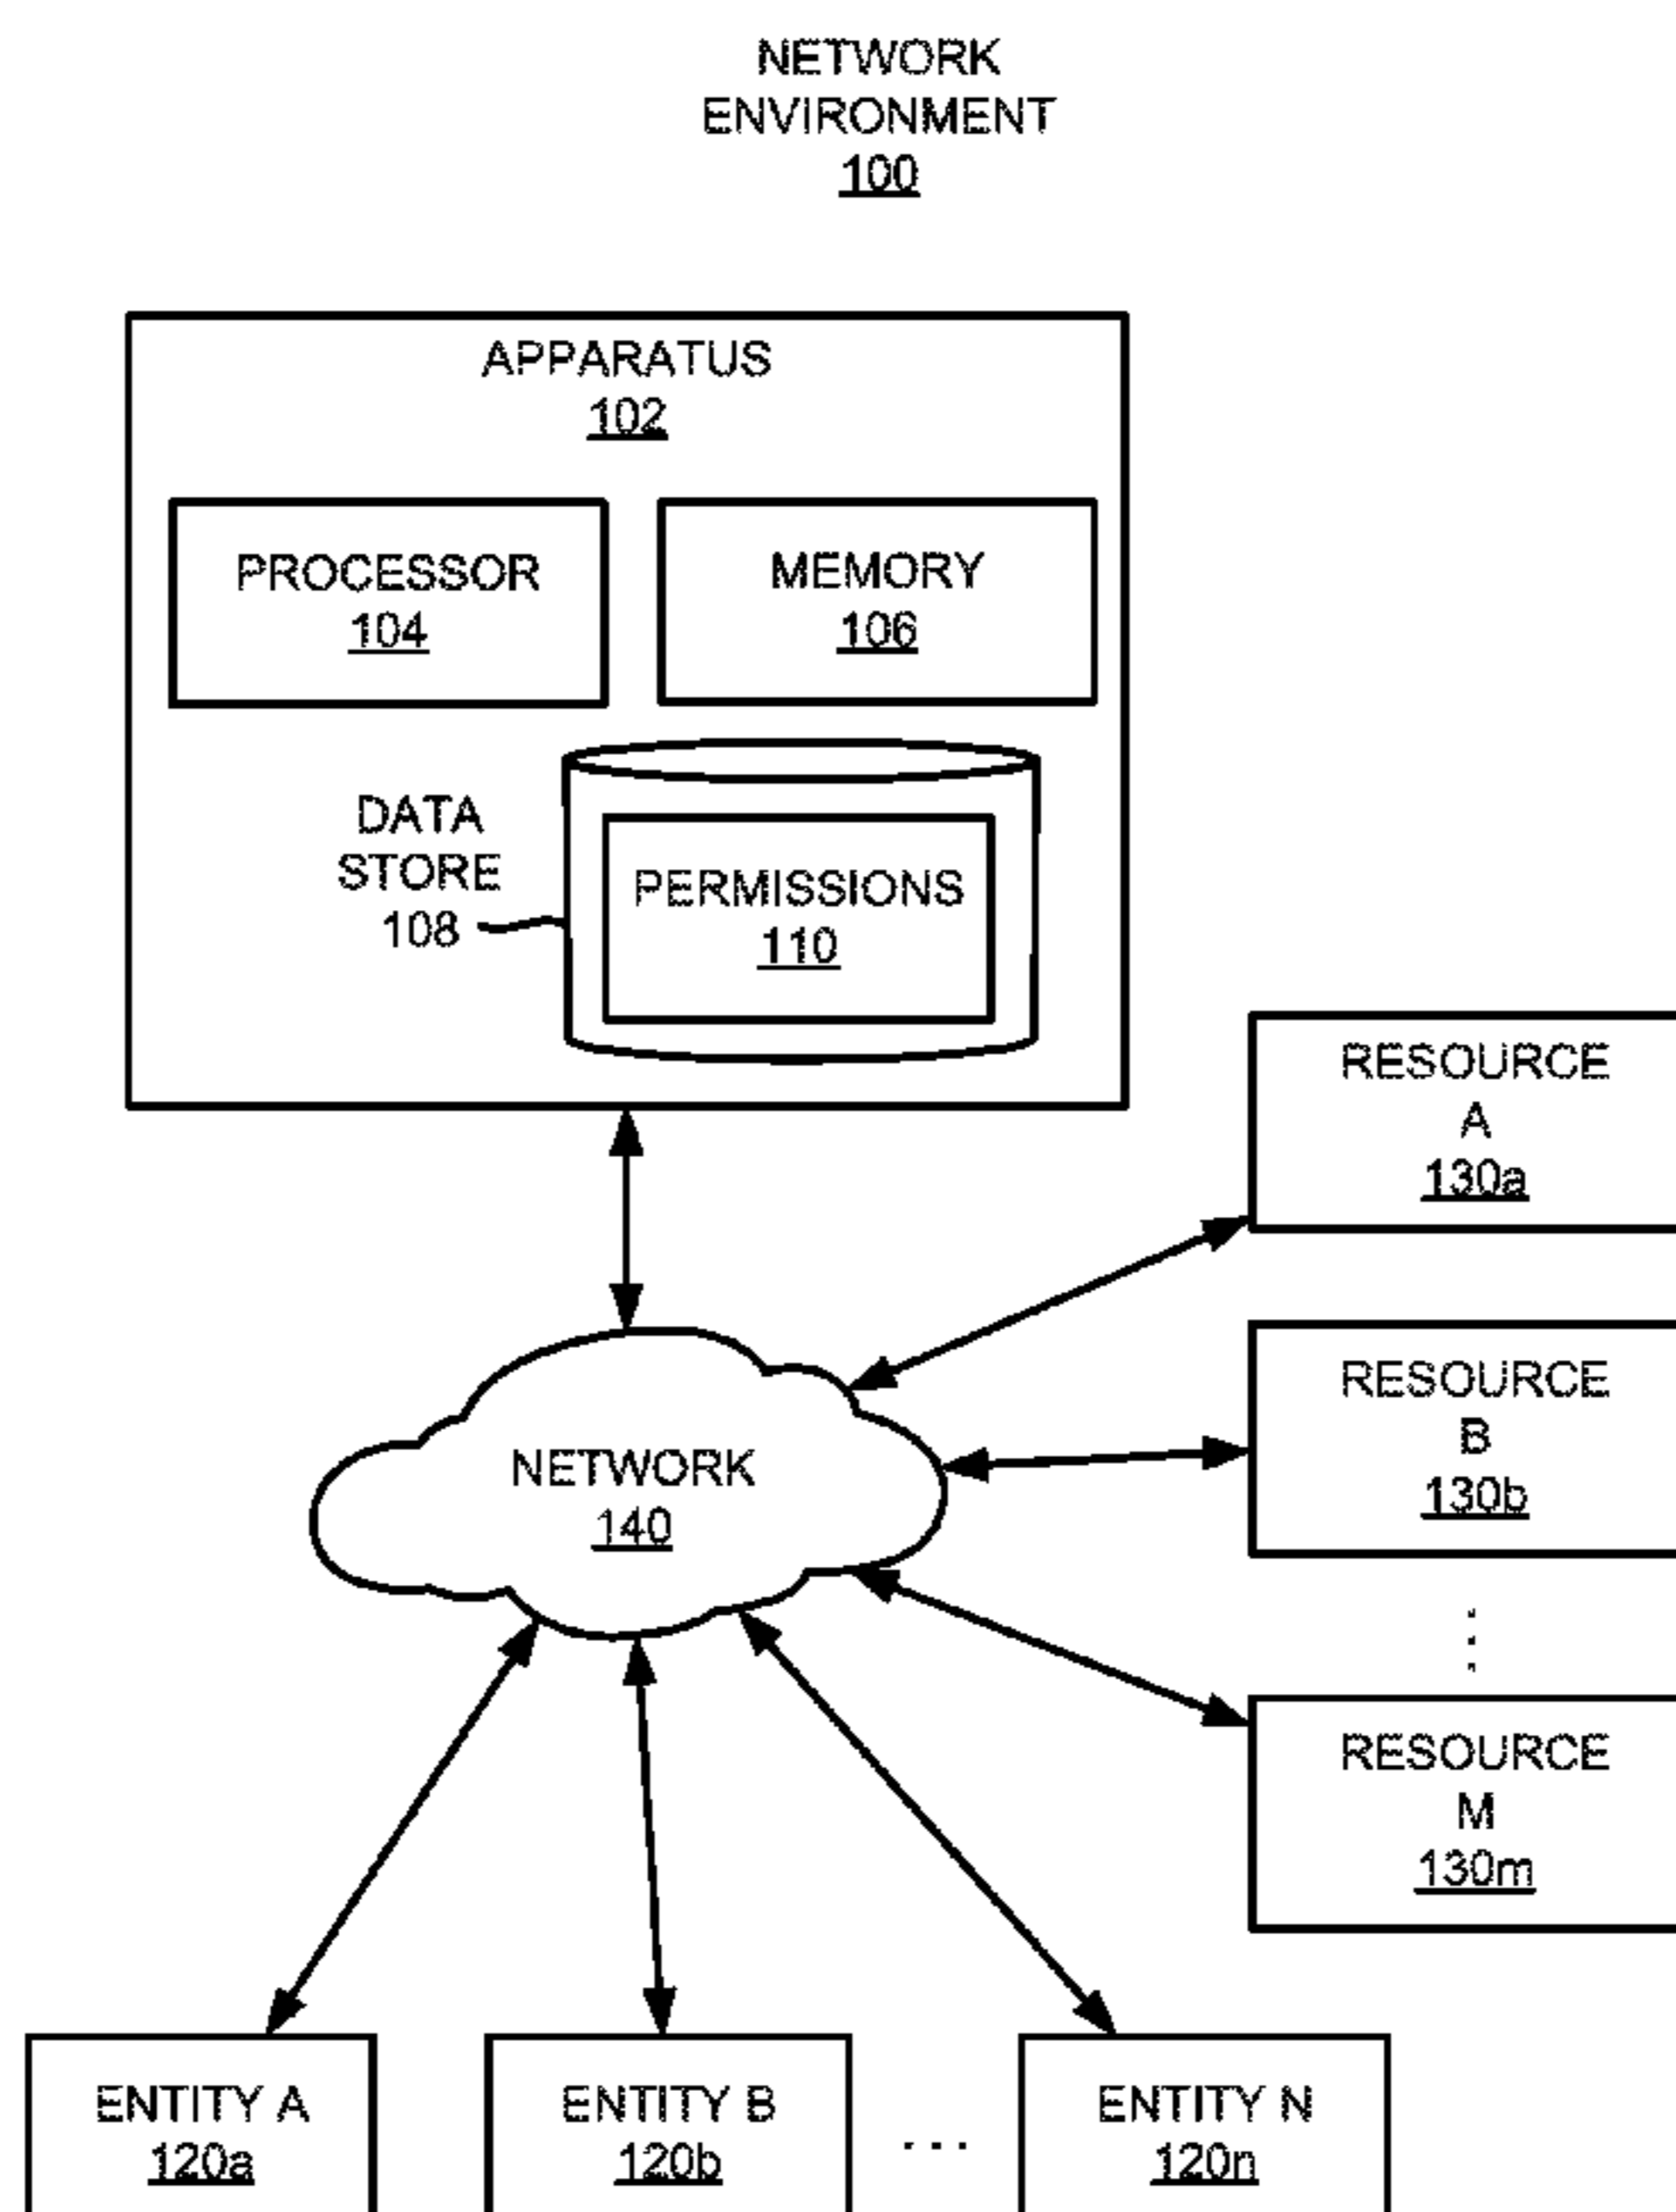 NETWORK
ENVIRONMENT
100
APPARATUS
102
PROCESSOR
104
MEMORY
106
DATA
STORE
108
PERMISSIONS
110
RESOURCE
A
130a
RESOURCE
B
130b
NETWORK
140
RESOURCE
M
130m
ENTITY A
120a
ENTITY B
120b
...
ENTITY N
120n